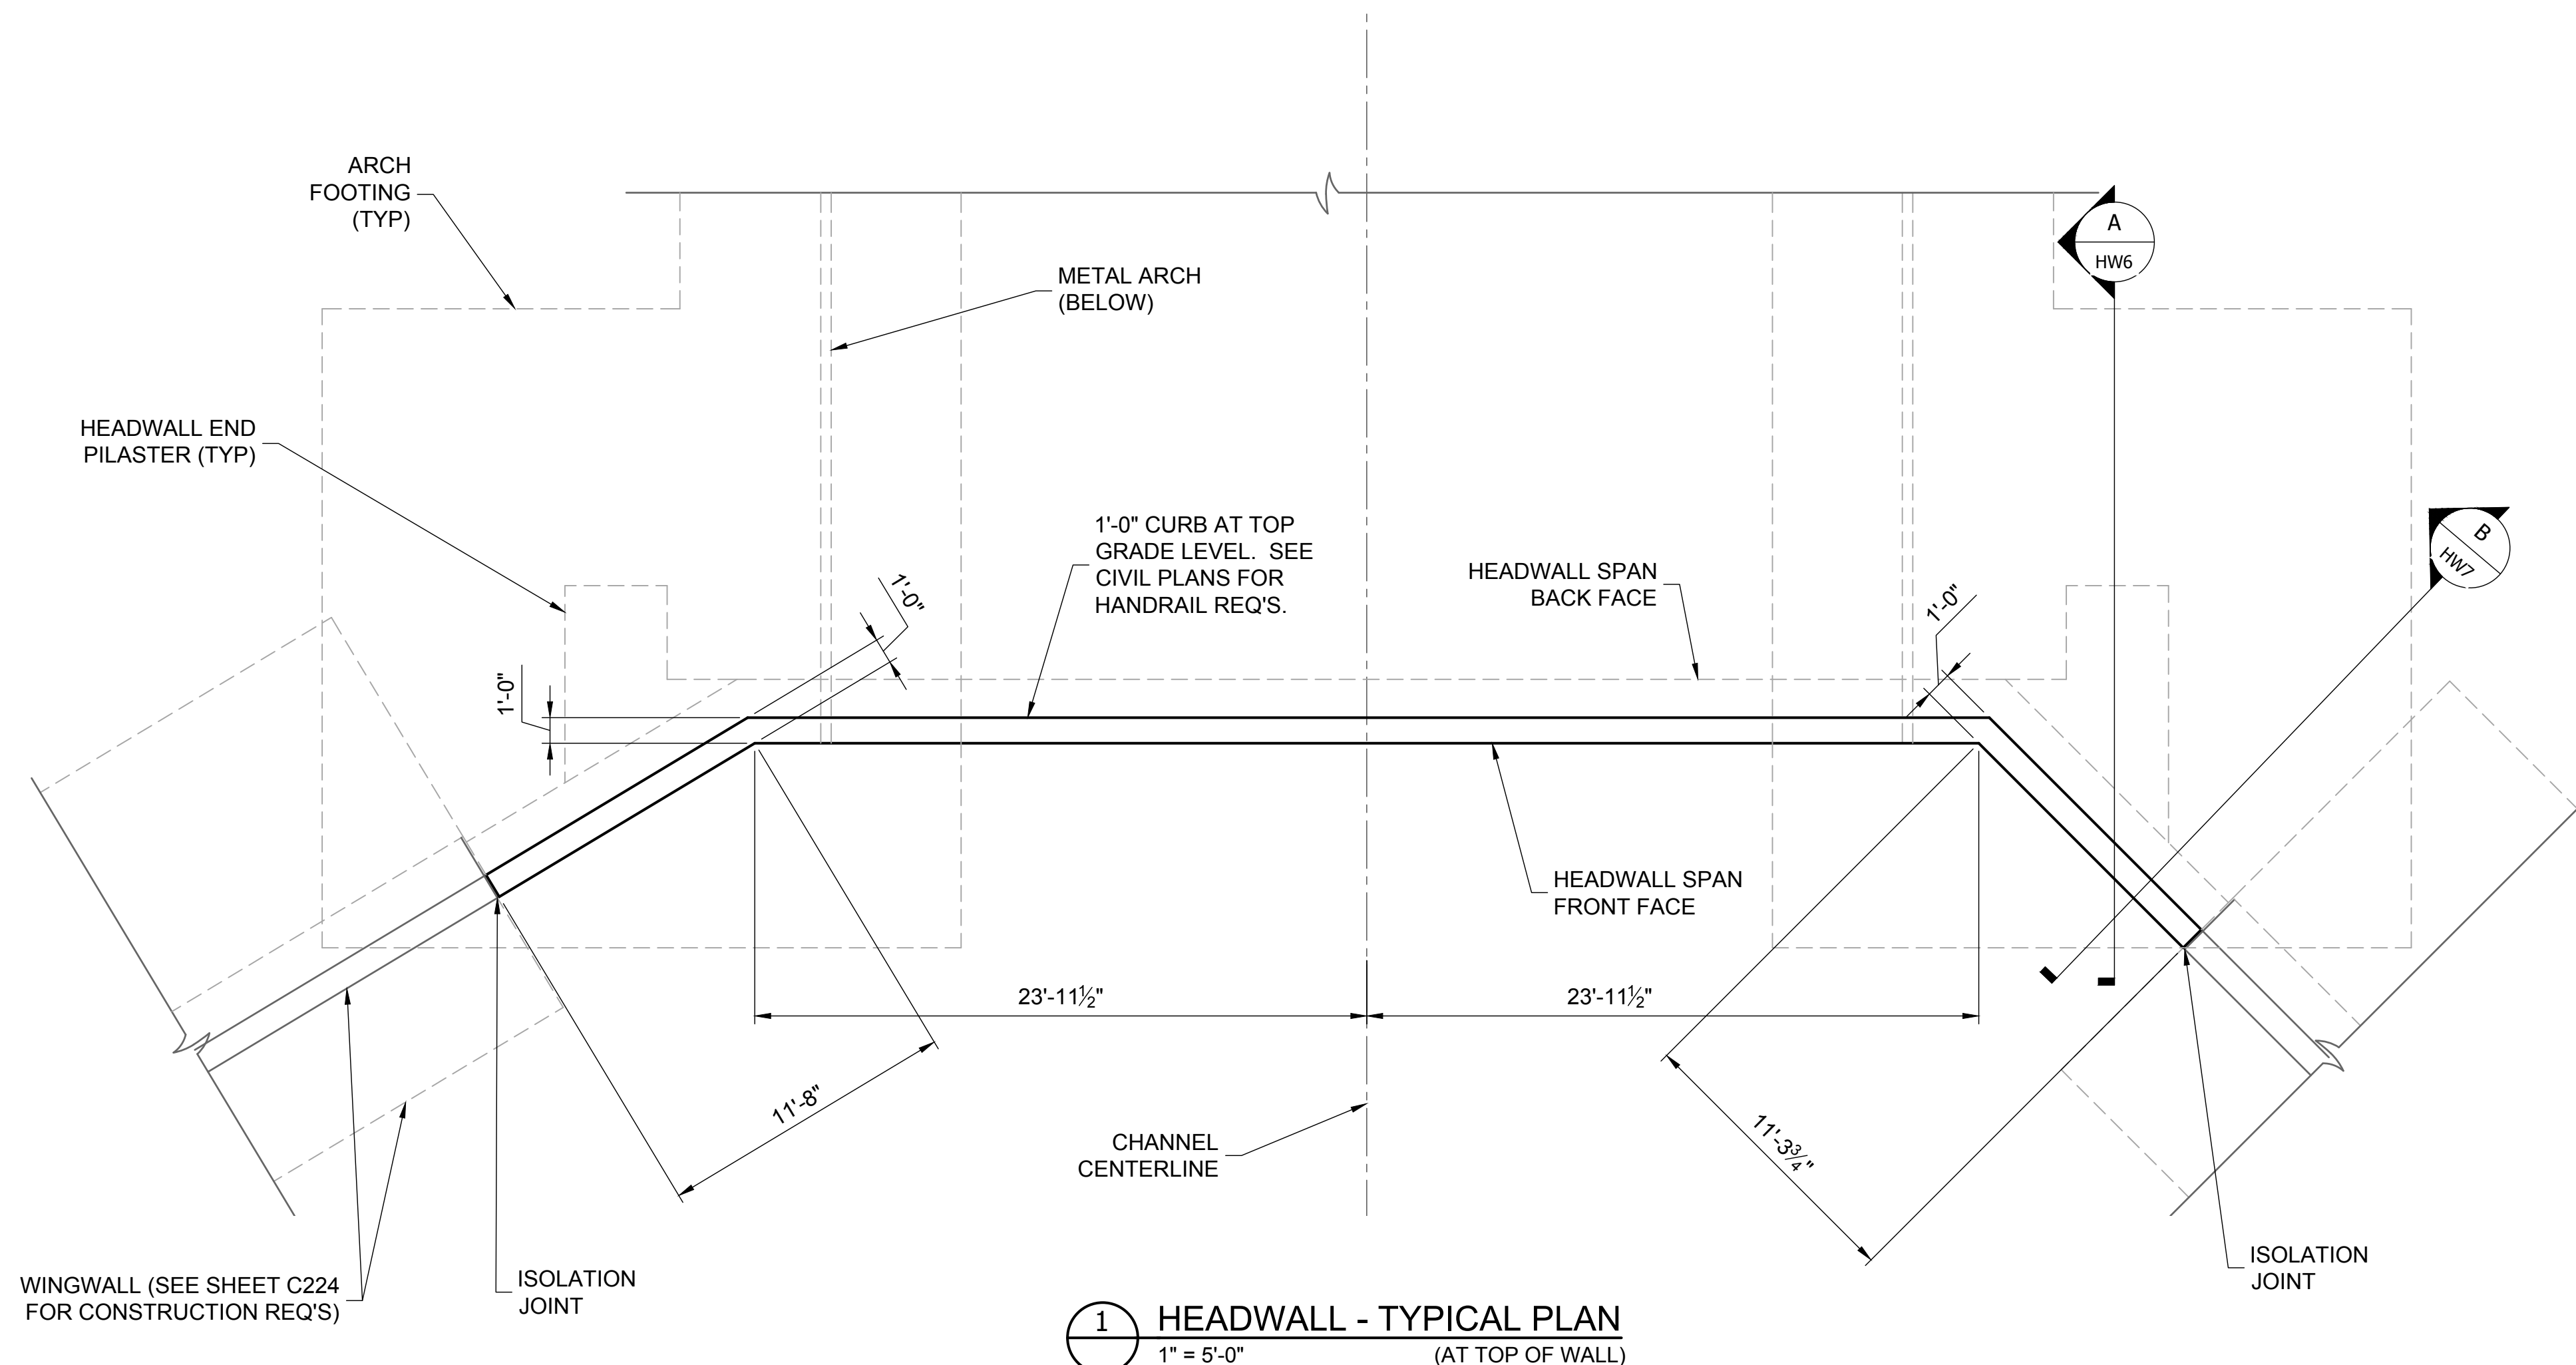 ARCH
FOOTING
(TYP)
A
HW6
METAL ARCH
(BELOW)
HEADWALL END
PILASTER (TYP)
1'-0" CURB AT TOP
GRADE LEVEL.  SEE
CIVIL PLANS FOR
HANDRAIL REQ'S.
HEADWALL SPAN
BACK FACE
B
HW7
1'-0"
1'-0"
1'-0"
HEADWALL SPAN
FRONT FACE
23'-11½"
23'-11½"
11'-8"
11'-3¾"
CHANNEL
CENTERLINE
WINGWALL (SEE SHEET C224
FOR CONSTRUCTION REQ'S)
ISOLATION
JOINT
ISOLATION
JOINT
1
HEADWALL - TYPICAL PLAN
1" = 5'-0"
(AT TOP OF WALL)